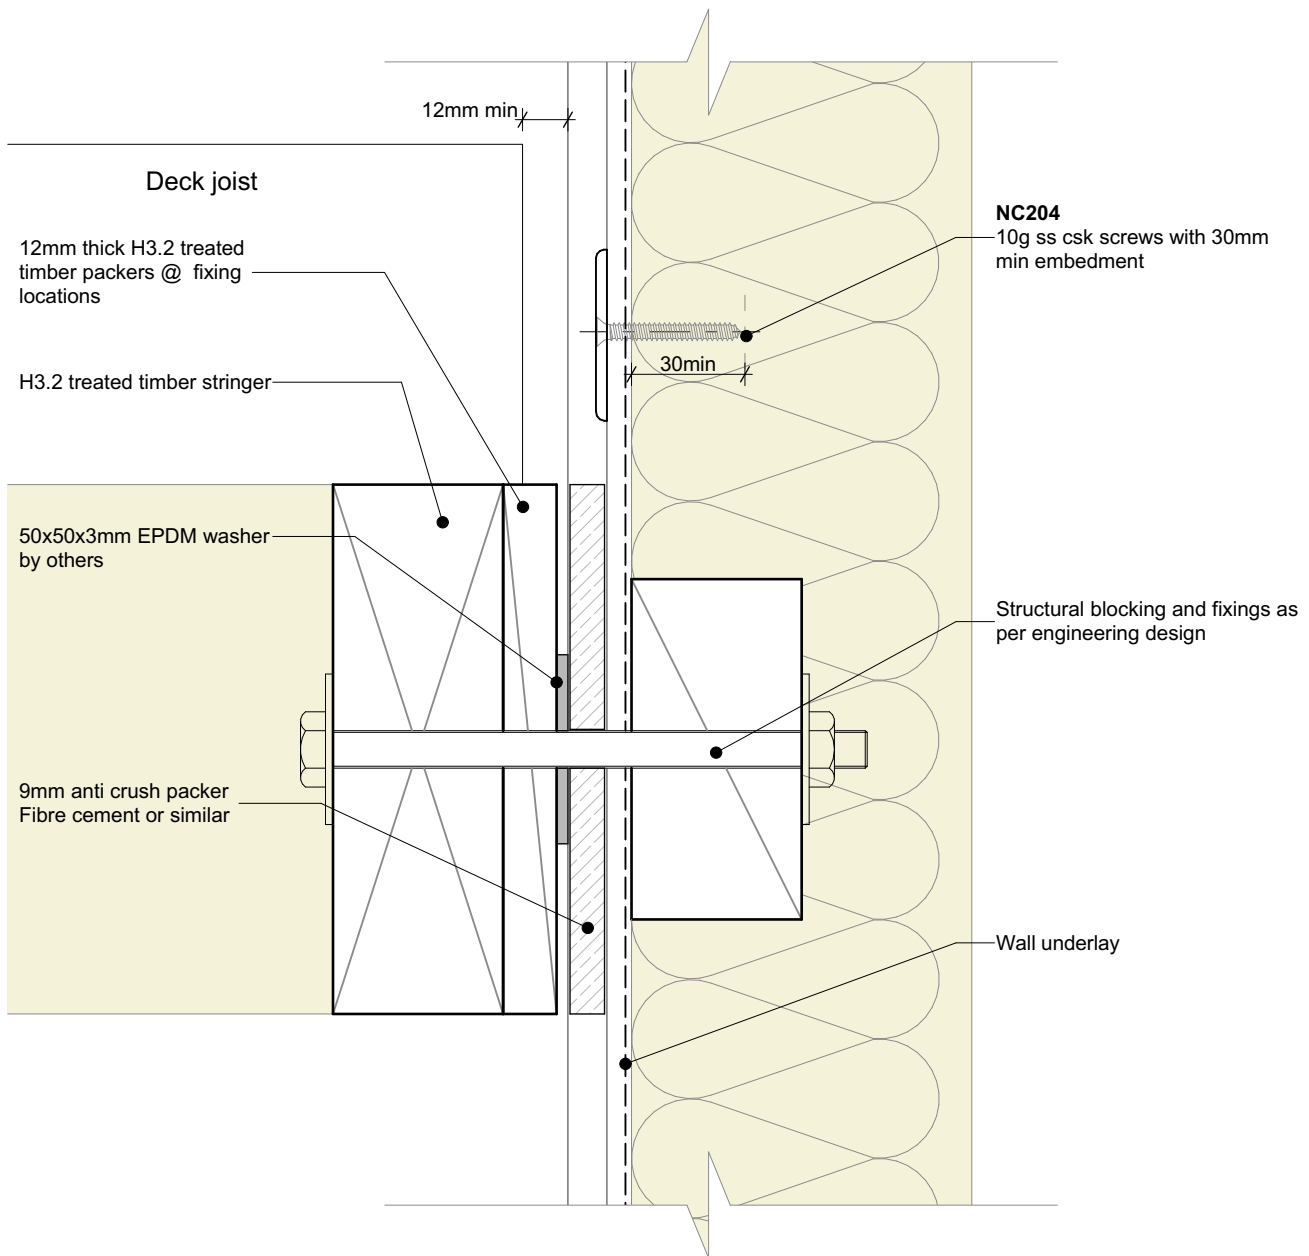 12mm min
Deck joist
12mm thick H3.2 treated
timber packers @ fixing
locations
H3.2 treated timber stringer
50x50x3mm EPDM washer
by others
9mm anti crush packer
Fibre cement or similar
NC204
10g ss csk screws with 30mm
min embedment
30min
Structural blocking and fixings as
per engineering design
Wall underlay